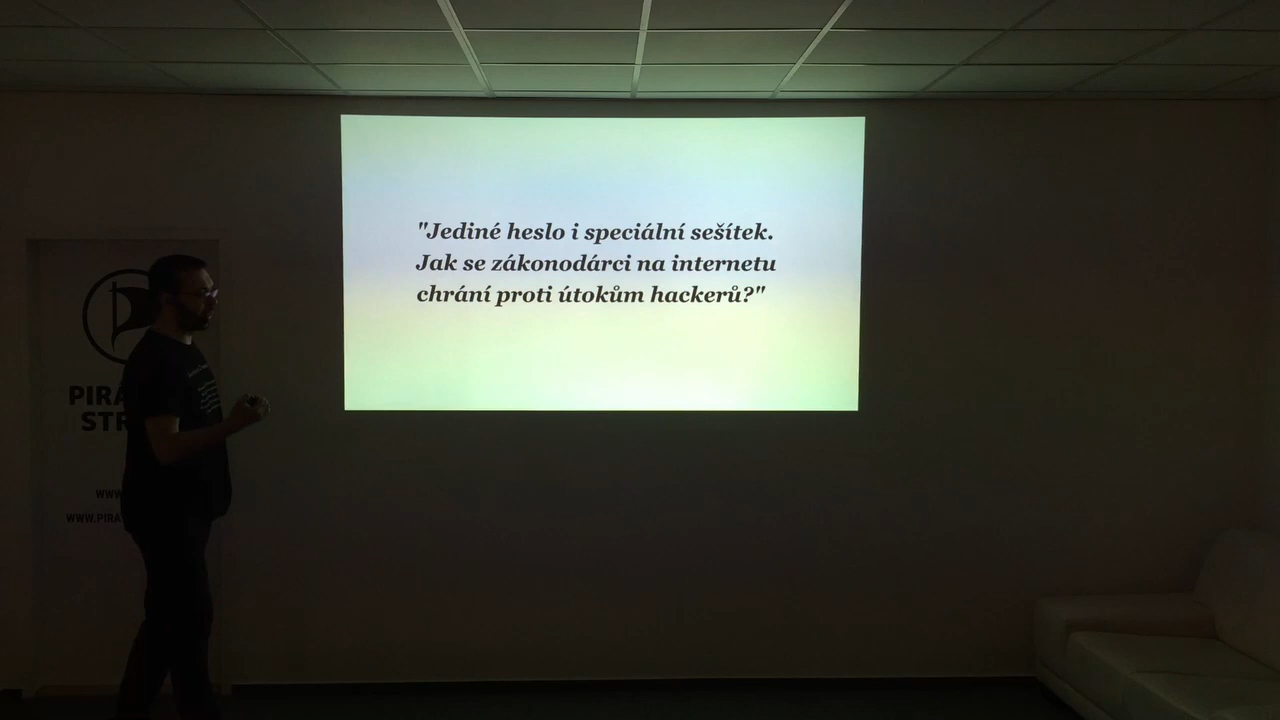 "Jediné heslo i speciální sešítek.
Jak se zákonodárci na internetu
chrání proti útokům hackerů?"
PIRA
STR
WWW
WWW.PIRA